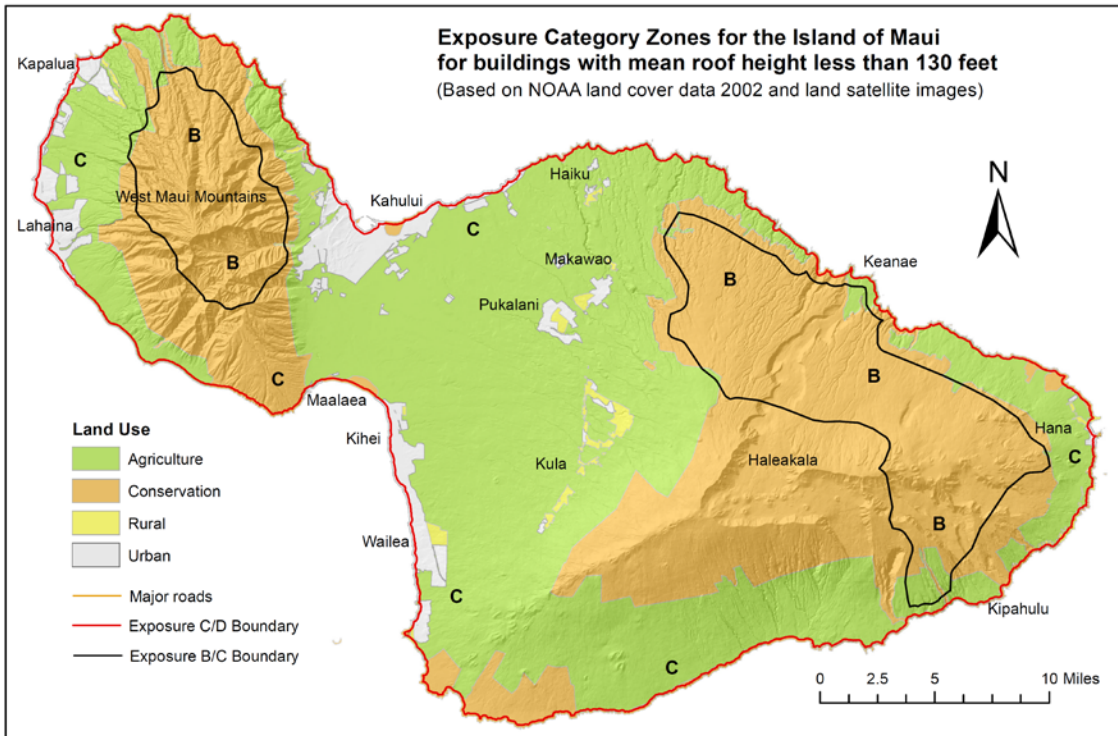 Exposure Category Zones for the Island of Maui
for buildings with mean roof height less than 130 feet
(Based on NOAA land cover data 2002 and land satellite images)
Kapalua
B
C
West Maui Mountains
Lahaina
B
C
Kahului
C
Haiku
Makawao
Pukalani
N
Keanae
B
B
Maalaea
Kihei
Kula
Haleakala
Hana
C
B
Wailea
C
Kipahulu
C
Land Use
Agriculture
Conservation
Rural
Urban
Major roads
Exposure C/D Boundary
Exposure B/C Boundary
0 2.5 5 10 Miles